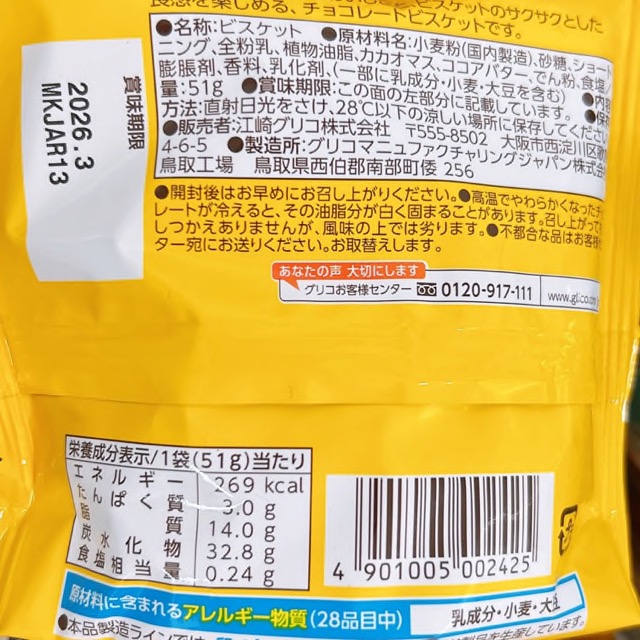 チョコレートビスケットです。
●名称:ビスケット ●原材料名:小麦粉(国内製造)、砂糖、ショート
ニング、全粉乳、植物油脂、カカオマス、ココアバター、でん粉、食塩/
膨脹剤、香料、乳化剤、(一部に乳成分・小麦・大豆を含む) ●内容
量:51g ●賞味期限:この面の左部分に記載しています。●保存
方法:直射日光をさけ、28℃以下の涼しい場所に保存してください
●販売者:江崎グリコ株式会社 〒555-8502 大阪市西淀川区歌
4-6-5 ●製造所:グリコマニュファクチャリングジャパン株式会
鳥取工場 鳥取県西伯郡南部町倭 256
賞味期限
2026.3
MKJAR13
●開封後はお早めにお召し上がりください。●高温でやわらかくなったチ
レートが冷えると、その油脂分が白く固まることがあります。召し上がって
しつかえありませんが、風味の上では劣ります。●不都合な品はお客様
ター宛にお送りください。お取替えします。
あなたの声 大切にします
グリコお客様センター 0120-917-111 www.gl.co.
栄養成分表示/1袋(51g)当たり
エネルギー 269 kcal
たんぱく質 3.0 g
脂質 14.0 g
炭水化物 32.8 g
食塩相当量 0.24 g
4 901005 002425
原材料に含まれるアレルギー物質(28品目中) 乳成分・小麦・大豆
●本品製造ラインでは